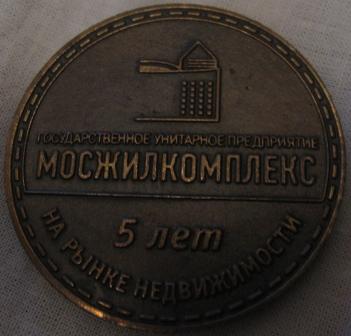 ГОСУДАРСТВЕННОЕ УНИТАРНОЕ ПРЕДПРИЯТИЕ
МОСЖИЛКОМПЛЕКС
5 лет
НА РЫНКЕ НЕДВИЖИМОСТИ